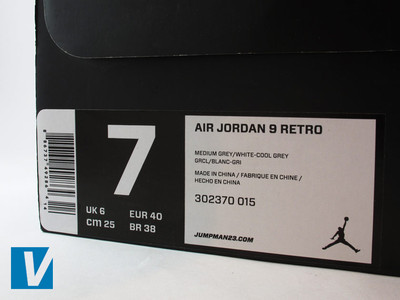 7
UK 6 EUR 40
cm 25 BR 38
AIR JORDAN 9 RETRO
MEDIUM GREY/WHITE-COOL GREY
GRCL/BLANC-GRI
MADE IN CHINA / FABRIQUE EN CHINE /
HECHO EN CHINA
302370 015
JUMPMAN23.COM
V